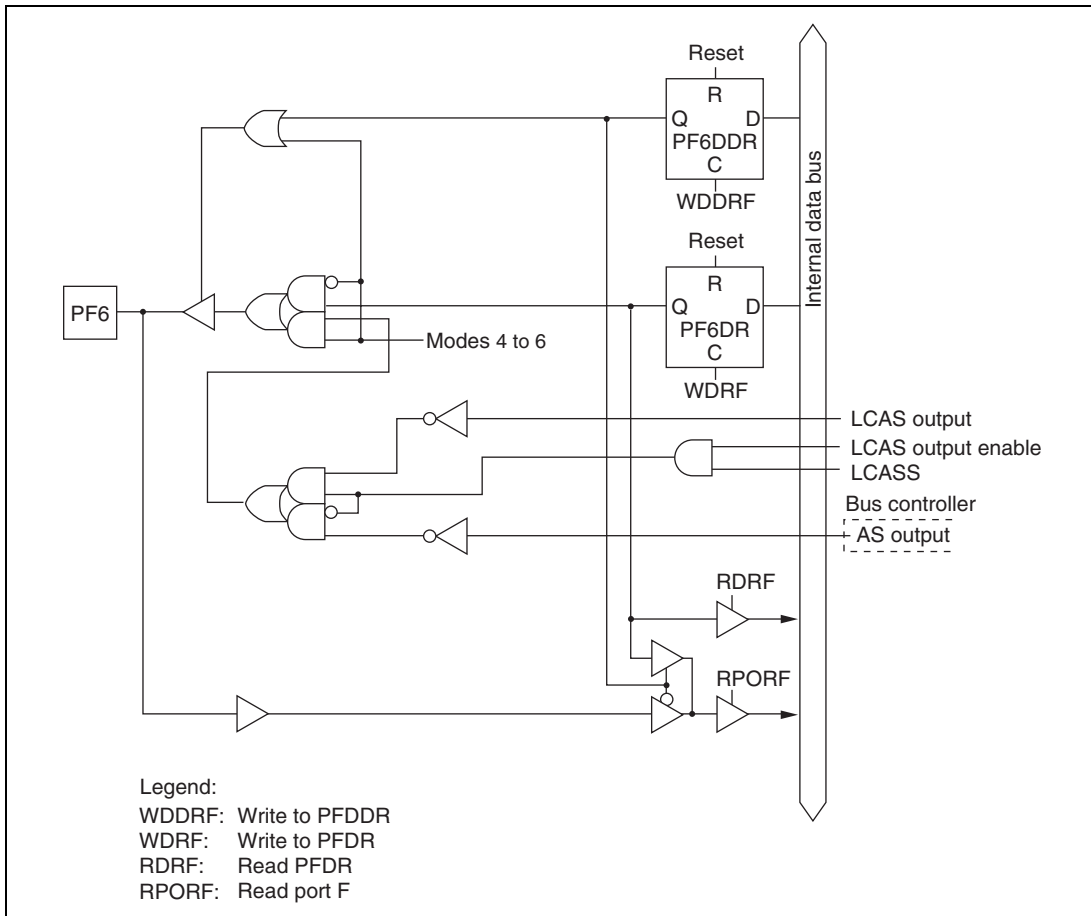 Reset
R
Q D
PF6DDR
C
WDDRF
Reset
R
Q D
PF6DR
C
WDRF
Internal data bus
PF6
Modes 4 to 6
LCAS output
LCAS output enable
LCASS
Bus controller
AS output
RDRF
RPORF
Legend:
WDDRF: Write to PFDDR
WDRF: Write to PFDR
RDRF: Read PFDR
RPORF: Read port F